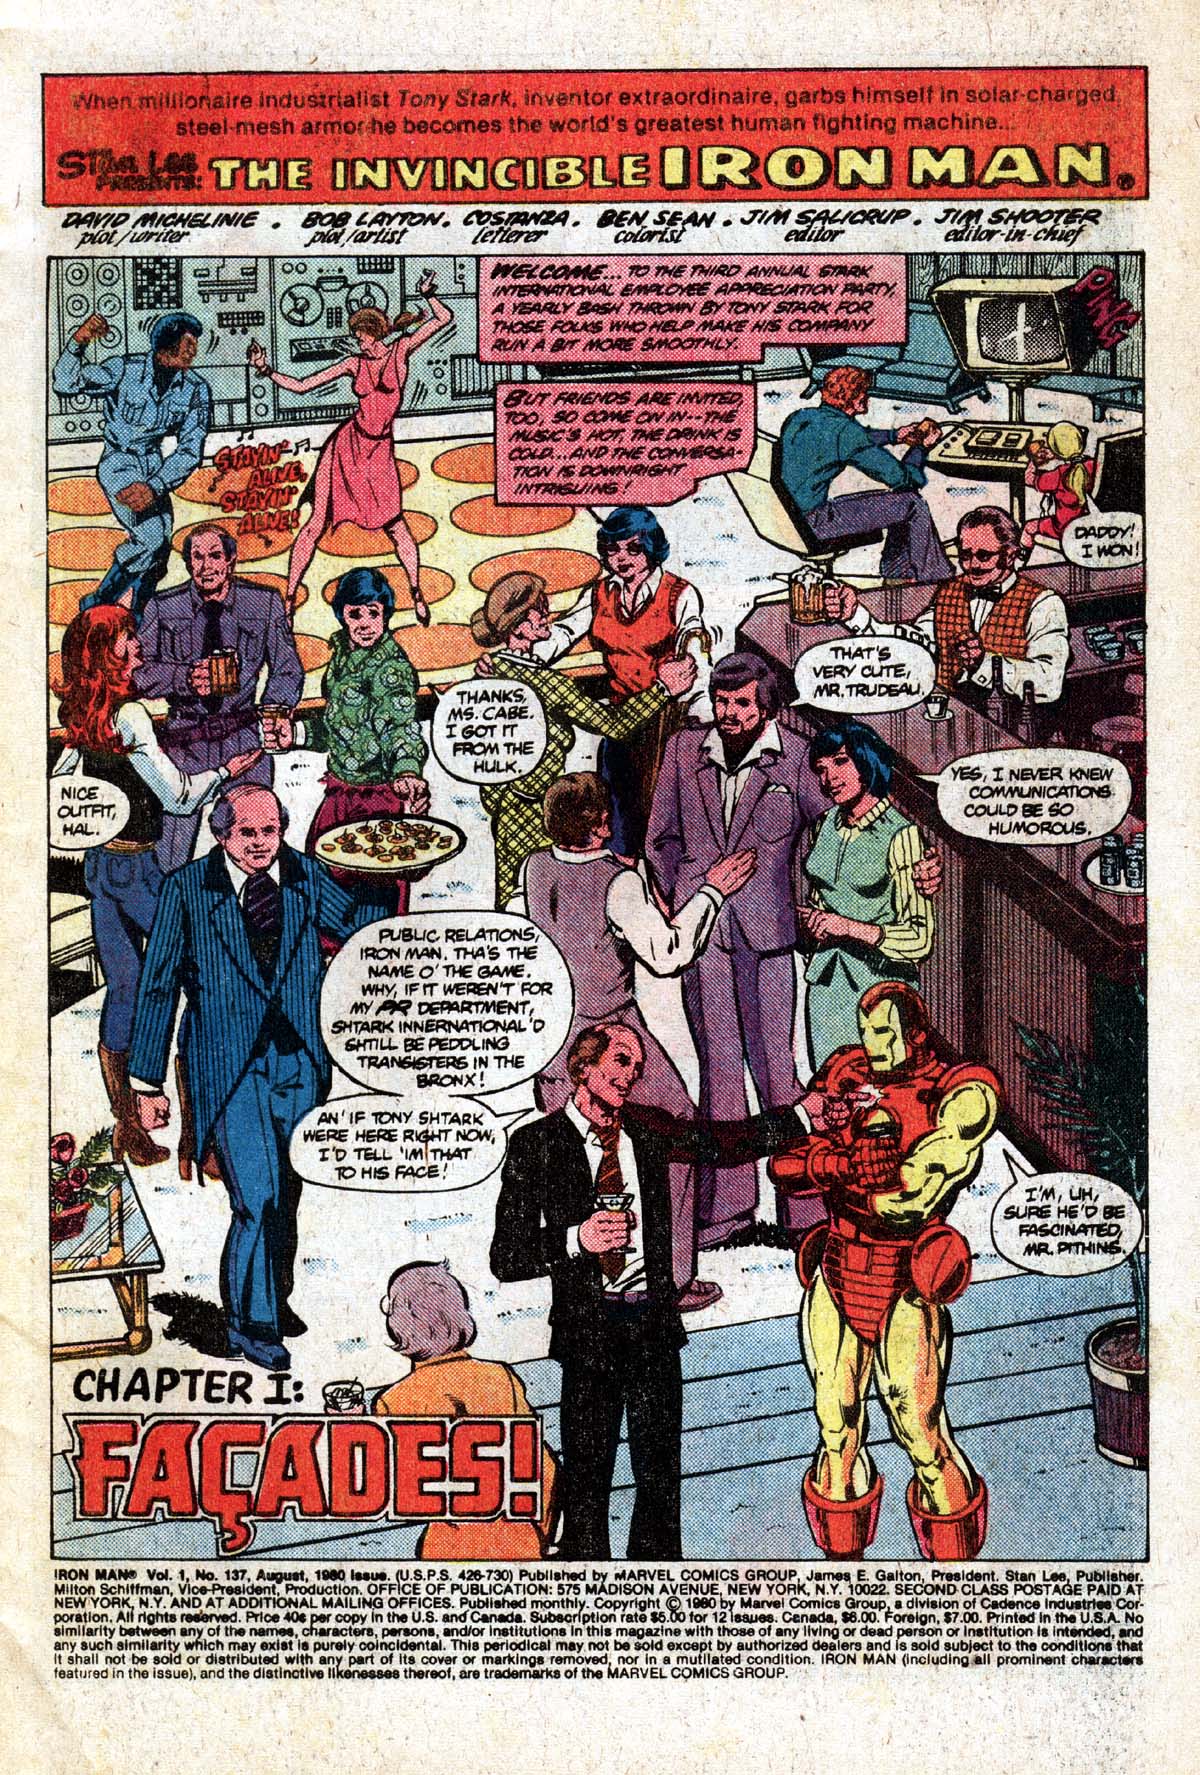 When millionaire industrialist Tony Stark, inventor extraordinaire, garbs himself in solar-charged,
steel-mesh armor he becomes the world's greatest human fighting machine...
STAN LEE
PRESENTS:
THE INVINCIBLE IRON MAN®
DAVID MICHELINIE . BOB LAYTON . COSTANZA . BEN SEAN . JIM SALICRUP . JIM SHOOTER
plot/writer plot/artist letterer colorist editor editor-in-chief
WELCOME... TO THE THIRD ANNUAL STARK
INTERNATIONAL EMPLOYEE APPRECIATION PARTY,
A YEARLY BASH THROWN BY TONY STARK FOR
THOSE FOLKS WHO HELP MAKE HIS COMPANY
RUN A BIT MORE SMOOTHLY.
BUT FRIENDS ARE INVITED,
TOO, SO COME ON IN--THE
MUSIC'S HOT, THE DRINK IS
COLD...AND THE CONVERSA-
TION IS DOWNRIGHT
INTRIGUING!
PING
STAYIN'
ALIVE,
STAYIN'
ALIVE!
DADDY!
I WON!
THAT'S
VERY CUTE,
MR. TRUDEAU.
THANKS,
MS. CABE.
I GOT IT
FROM THE
HULK.
NICE
OUTFIT,
HAL.
YES, I NEVER KNEW
COMMUNICATIONS
COULD BE SO
HUMOROUS.
PUBLIC RELATIONS,
IRON MAN. THA'S THE
NAME O' THE GAME.
WHY, IF IT WEREN'T FOR
MY PR DEPARTMENT,
SHTARK INNERNATIONAL'D
SHTILL BE PEDDLING
TRANSISTERS IN THE
BRONX!
AN' IF TONY SHTARK
WERE HERE RIGHT NOW,
I'D TELL 'IM THAT
TO HIS FACE!
I'M, UH,
SURE HE'D BE
FASCINATED,
MR. PITHINS.
CHAPTER I:
FAÇADES!
IRON MAN® Vol. 1, No. 137, August, 1980 Issue. (U.S.P.S. 426-730) Published by MARVEL COMICS GROUP, James E. Galton, President. Stan Lee, Publisher.
Milton Schiffman, Vice-President, Production. OFFICE OF PUBLICATION: 575 MADISON AVENUE, NEW YORK, N.Y. 10022. SECOND CLASS POSTAGE PAID AT
NEW YORK, N.Y. AND AT ADDITIONAL MAILING OFFICES. Published monthly. Copyright © 1980 by Marvel Comics Group, a division of Cadence Industries Cor-
poration. All rights reserved. Price 40¢ per copy in the U.S. and Canada. Subscription rate $5.00 for 12 issues. Canada, $6.00. Foreign, $7.00. Printed in the U.S.A. No
similarity between any of the names, characters, persons, and/or institutions in this magazine with those of any living or dead person or institution is intended, and
any such similarity which may exist is purely coincidental. This periodical may not be sold except by authorized dealers and is sold subject to the conditions that
it shall not be sold or distributed with any part of its cover or markings removed, nor in a mutilated condition. IRON MAN (including all prominent characters
featured in the issue), and the distinctive likenesses thereof, are trademarks of the MARVEL COMICS GROUP.